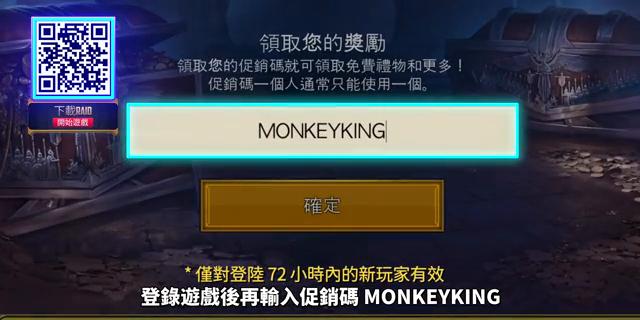 領取您的獎勵
領取您的促銷碼就可領取免費禮物和更多！
促銷碼一個人通常只能使用一個。
下載RAID
開始遊戲
MONKEYKING
確定
* 僅對登陸 72 小時內的新玩家有效
登錄遊戲後再輸入促銷碼 MONKEYKING